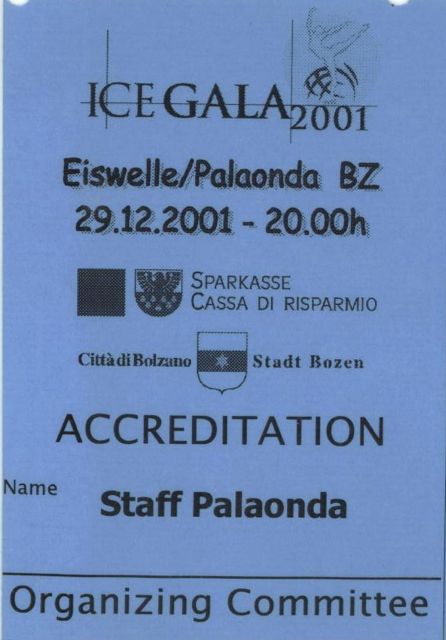 ICE GALA 2001
Eiswelle/Palaonda BZ
29.12.2001 - 20.00h
SPARKASSE
CASSA DI RISPARMIO
Città di Bolzano Stadt Bozen
ACCREDITATION
Name
Staff Palaonda
Organizing Committee